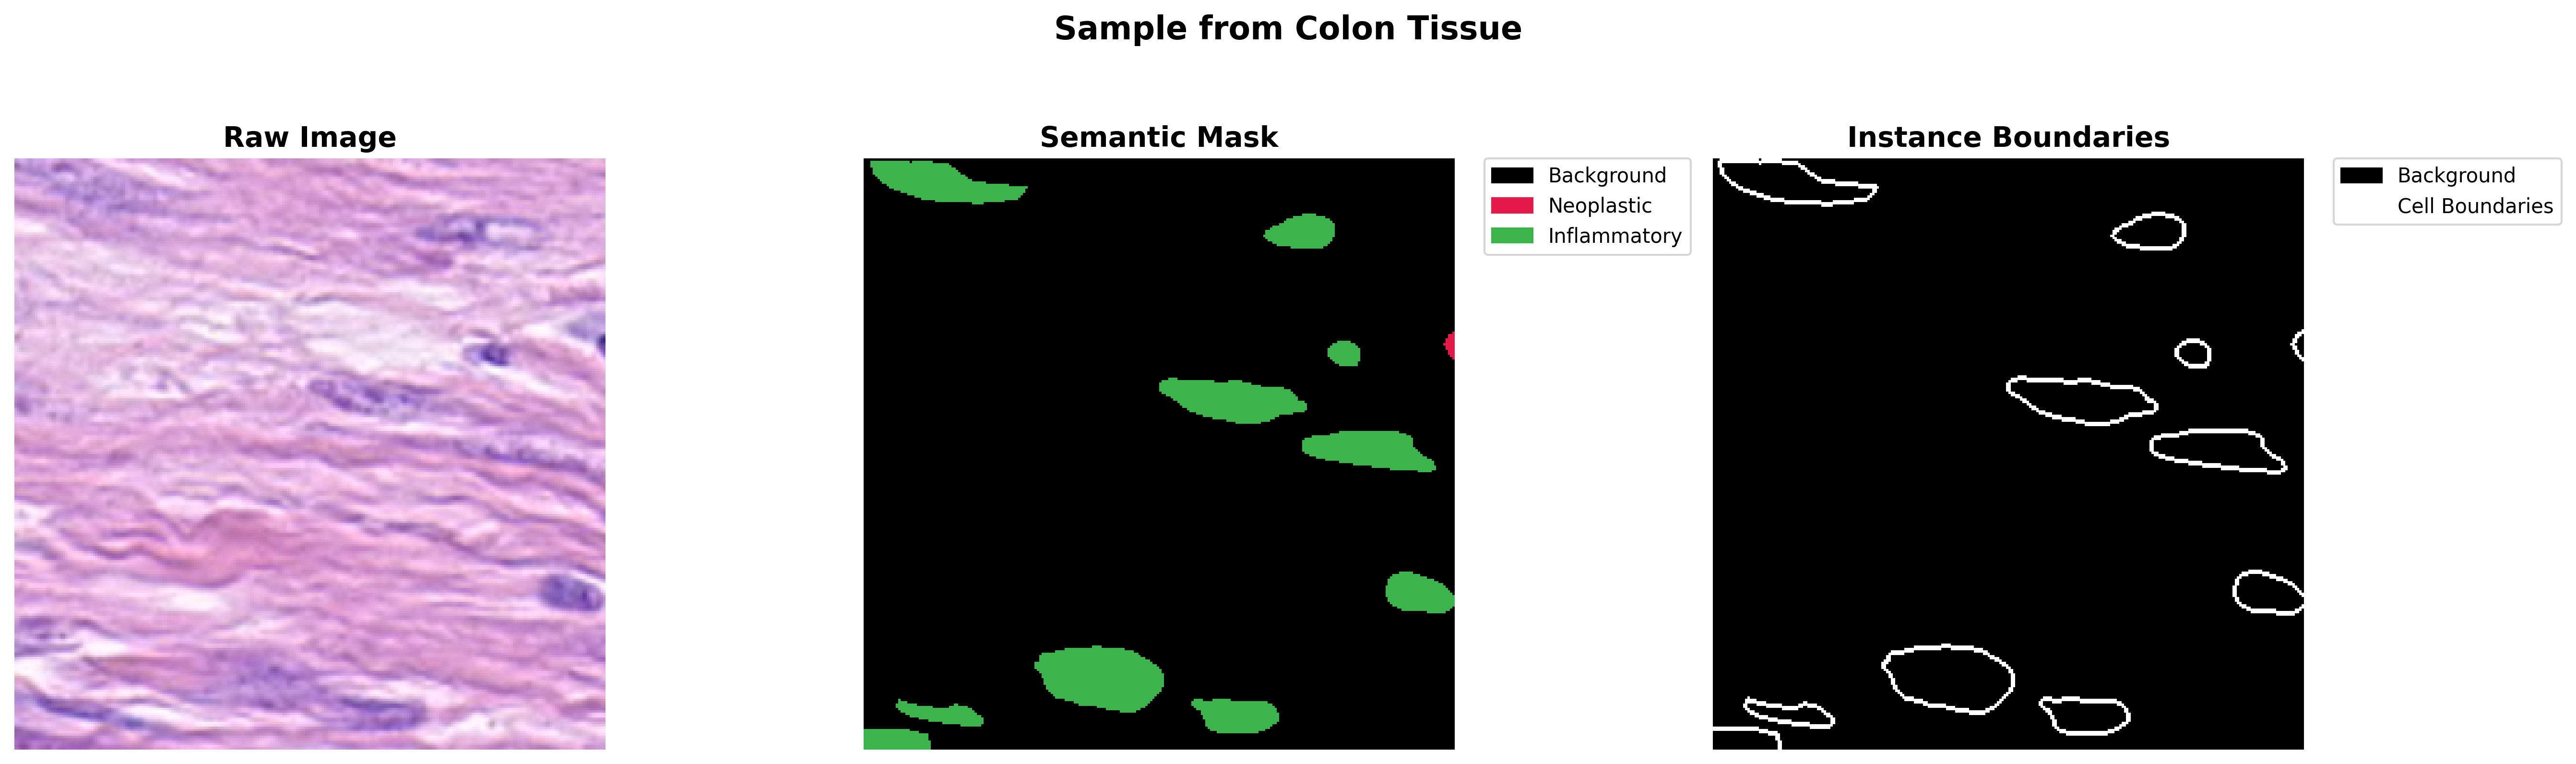 Sample from Colon Tissue
Raw Image
Semantic Mask
Background
Neoplastic
Inflammatory
Instance Boundaries
Background
Cell Boundaries